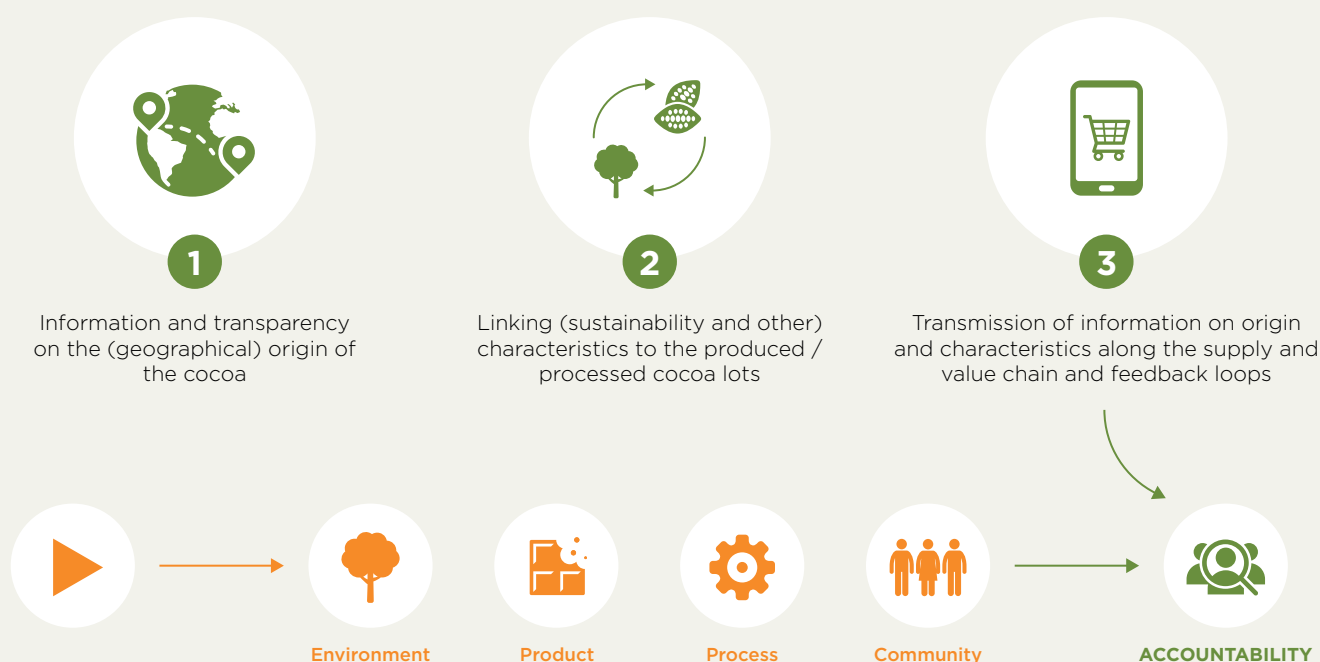 1
Information and transparency
on the (geographical) origin of
the cocoa
2
Linking (sustainability and other)
characteristics to the produced /
processed cocoa lots
3
Transmission of information on origin
and characteristics along the supply and
value chain and feedback loops
Environment
Product
Process
Community
ACCOUNTABILITY